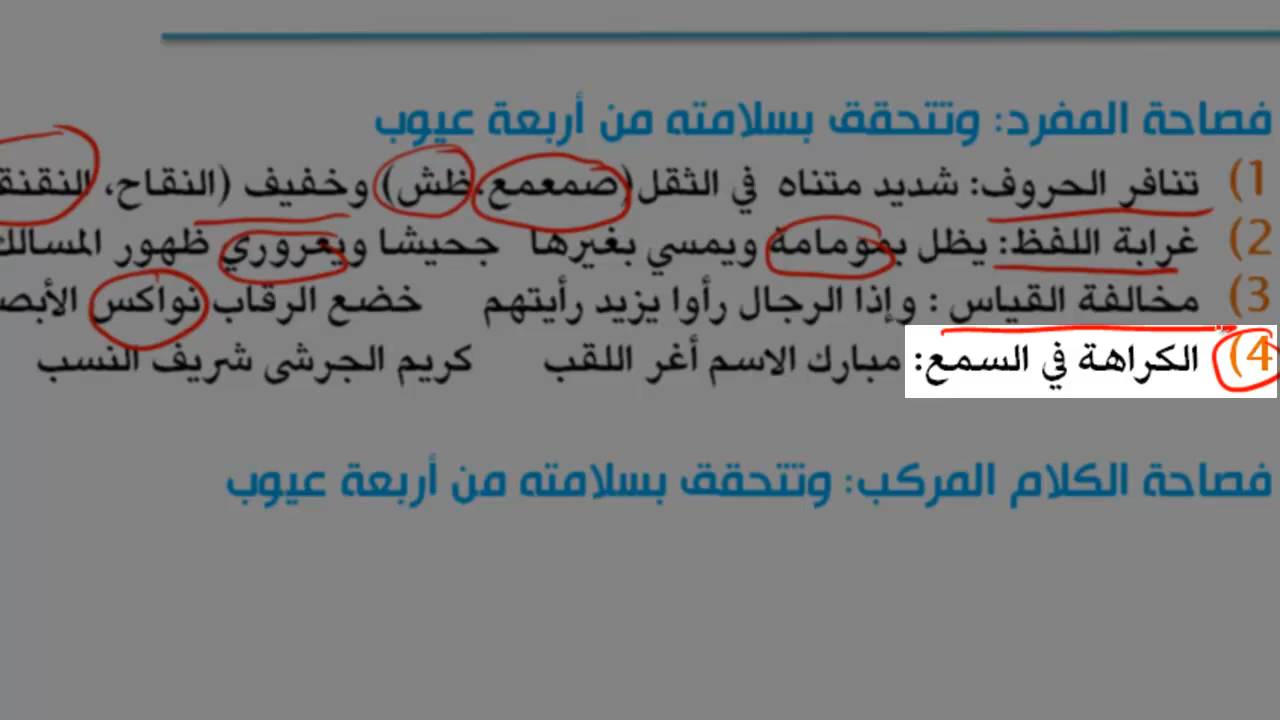 فصاحة المفرد: وتتحقق بسلامته من أربعة عيوب
1) تنافر الحروف: شديد متناه في الثقل (صمعمع، ظش) وخفيف (النقاح، النقنقـ
2) غرابة اللفظ: يظل بمومامة ويمسي بغيرها جحيشا ويعروري ظهور المسالك
3) مخالفة القياس : وإذا الرجال رأوا يزيد رأيتهم خضع الرقاب نواكس الأبصـ
4) الكراهة في السمع: مبارك الاسم أغر اللقب كريم الجرشى شريف النسب
فصاحة الكلام المركب: وتتحقق بسلامته من أربعة عيوب